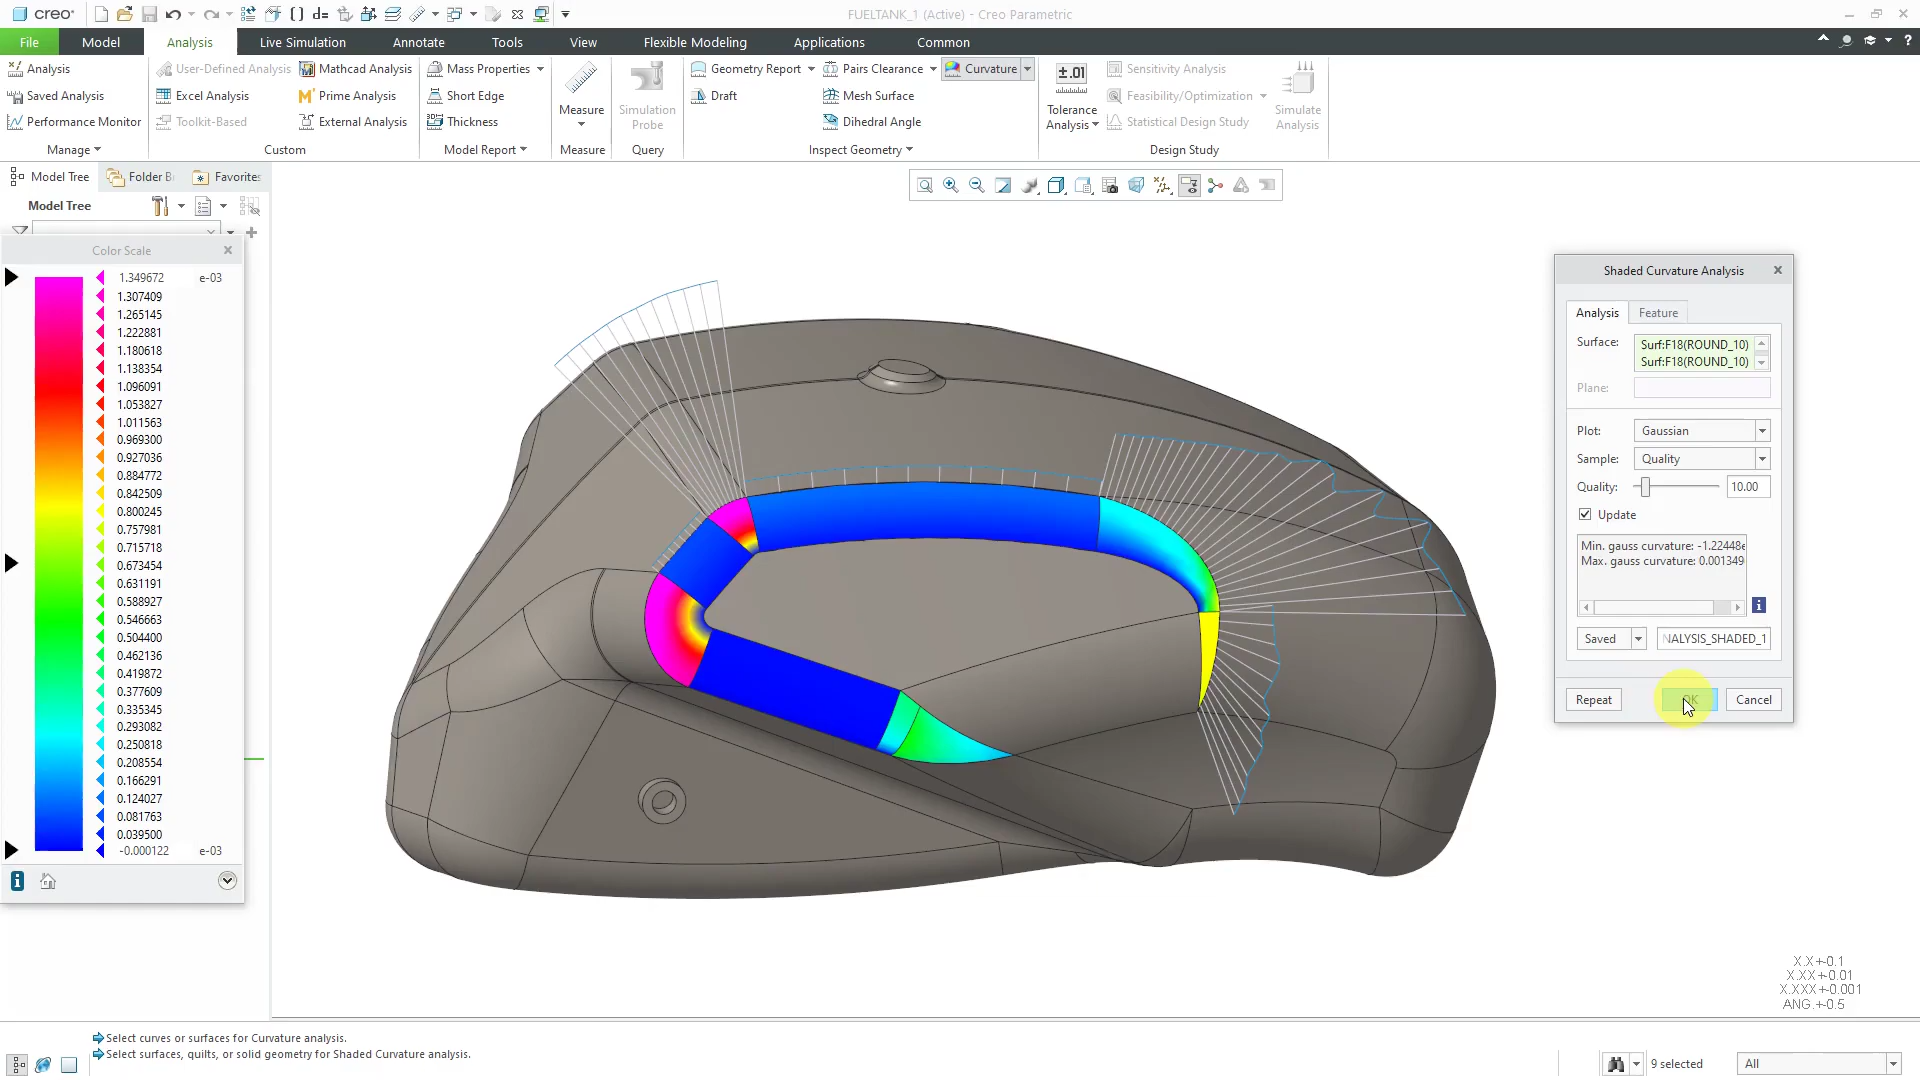 creo
d=
FUELTANK_1 (Active) - Creo Parametric
File
Model
Analysis
Live Simulation
Annotate
Tools
View
Flexible Modeling
Applications
Common
Analysis
Saved Analysis
Performance Monitor
Manage
User-Defined Analysis
Excel Analysis
Toolkit-Based
Mathcad Analysis
Prime Analysis
External Analysis
Custom
Mass Properties
Short Edge
Thickness
Model Report
Measure
Measure
Simulation
Probe
Query
Geometry Report
Draft
Pairs Clearance
Mesh Surface
Dihedral Angle
Curvature
Inspect Geometry
±.01
Tolerance
Analysis
Sensitivity Analysis
Feasibility/Optimization
Statistical Design Study
Simulate
Analysis
Design Study
Model Tree
Folder Br
Favorites
Model Tree
Color Scale
1.349672 e-03
1.307409
1.265145
1.222881
1.180618
1.138354
1.096091
1.053827
1.011563
0.969300
0.927036
0.884772
0.842509
0.800245
0.757981
0.715718
0.673454
0.631191
0.588927
0.546663
0.504400
0.462136
0.419872
0.377609
0.335345
0.293082
0.250818
0.208554
0.166291
0.124027
0.081763
0.039500
-0.000122 e-03
Shaded Curvature Analysis
Analysis
Feature
Surface:
Surf:F18(ROUND_10)
Surf:F18(ROUND_10)
Plane:
Plot:
Gaussian
Sample:
Quality
Quality:
10.00
Update
Min. gauss curvature: -1.22448e
Max. gauss curvature: 0.001349
Saved
NALYSIS_SHADED_1
Repeat
OK
Cancel
X.X+-0.1
X.XX+-0.01
X.XXX+-0.001
ANG.+-0.5
Select curves or surfaces for Curvature analysis.
Select surfaces, quilts, or solid geometry for Shaded Curvature analysis.
9 selected
All